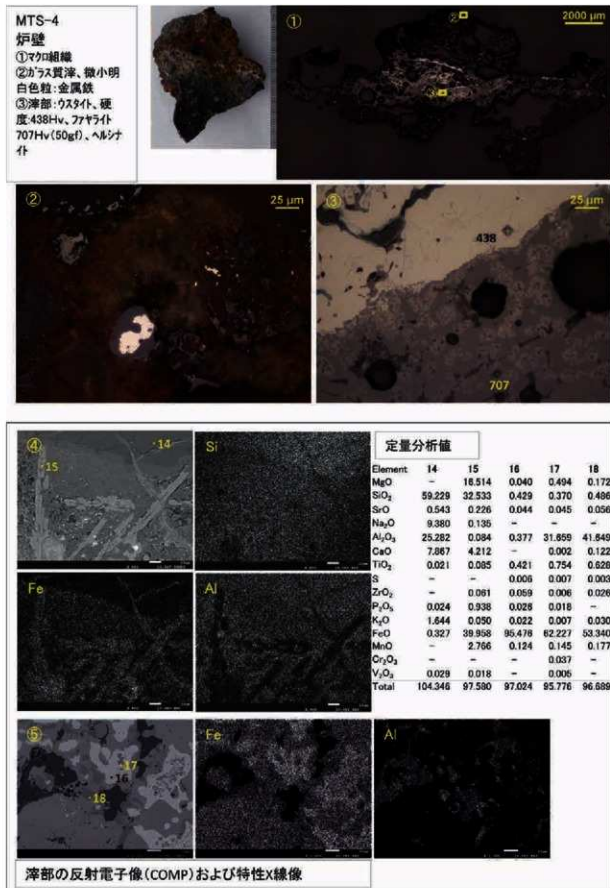 MTS-4
炉壁
①マクロ組織
②ガラス質滓、微小明
白色粒:金属鉄
③滓部:ウスタイト、硬
度:438Hv、ファヤライト
707Hv(50gf)、ヘルシナ
イト
①
②
2000 μm
③
②
25 μm
③
25 μm
438
707
④
・14
・15
Si
定量分析値
Element 14 15 16 17 18
MgO - 16.514 0.040 0.494 0.172
SiO₂ 59.229 32.533 0.429 0.370 0.486
SrO 0.543 0.226 0.044 0.045 0.056
Na₂O 9.380 0.135 - - -
Al₂O₃ 25.282 0.084 0.377 31.659 41.649
CaO 7.867 4.212 - 0.002 0.122
TiO₂ 0.021 0.085 0.421 0.754 0.628
S - - 0.006 0.007 0.003
ZrO₂ - 0.061 0.059 0.006 0.026
P₂O₅ 0.024 0.938 0.026 0.018 -
K₂O 1.644 0.050 0.022 0.007 0.030
FeO 0.327 39.958 95.476 62.227 53.340
MnO - 2.766 0.124 0.145 0.177
Cr₂O₃ - - - 0.037 -
V₂O₃ 0.029 0.018 - 0.005 -
Total 104.346 97.580 97.024 95.776 96.689
Fe
Al
⑤
・17
・16
・18
Fe
Al
滓部の反射電子像(COMP)および特性X線像